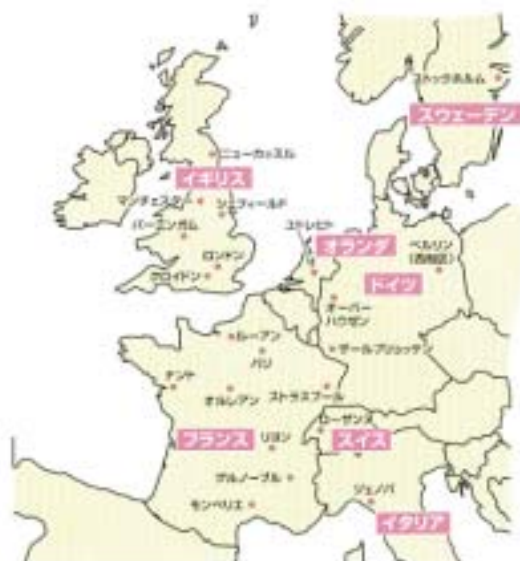 ストックホルム
スウェーデン
ニューカッスル
イギリス
マンチェスター
シェフィールド
バーミンガム
ユトレヒト
オランダ
ベルリン
ロンドン
クロイドン
ドイツ
オーバー
ハウゼン
ルーアン
パリ
ザールブリュッケン
ナント
オルレアン
ストラスブール
ローザンヌ
フランス
リヨン
スイス
グルノーブル
モンペリエ
ジェノバ
イタリア